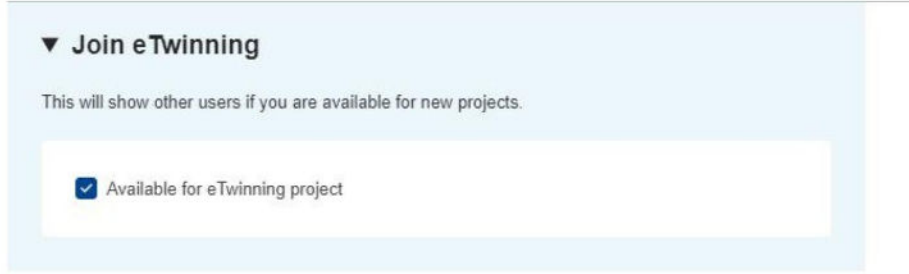 Join eTwinning
This will show other users if you are available for new projects.
Available for eTwinning project